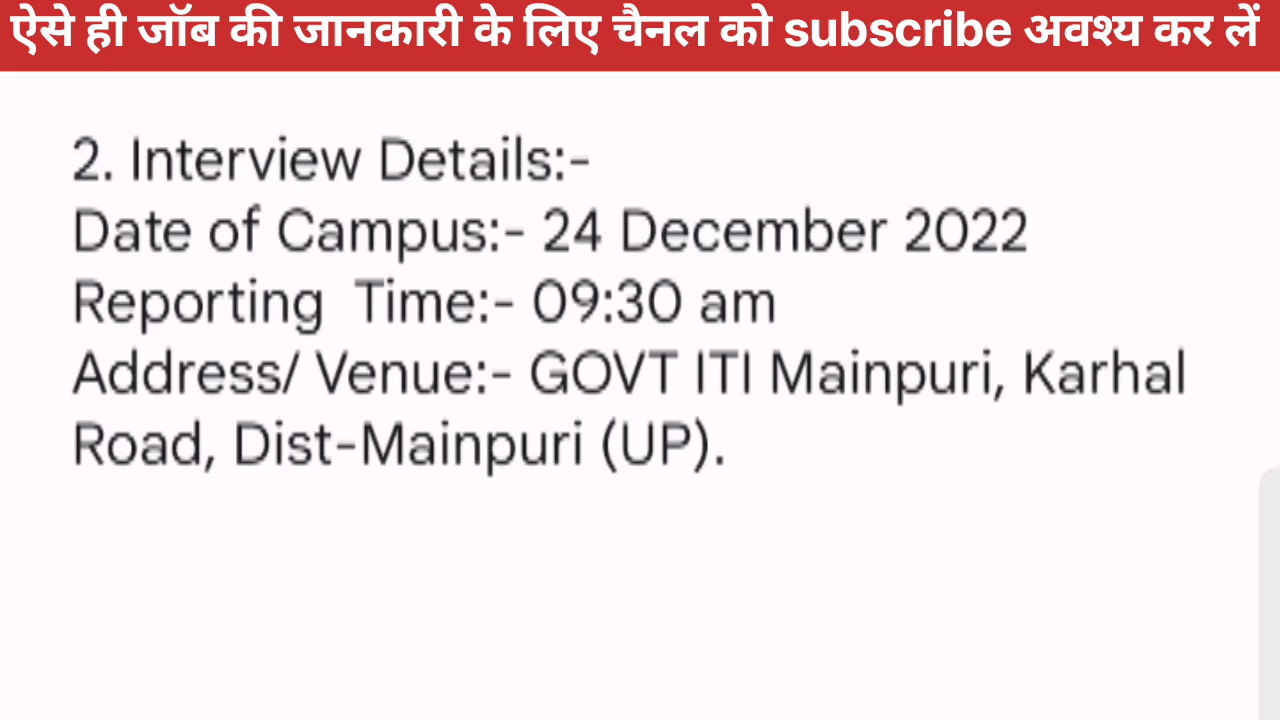 ऐसे ही जॉब की जानकारी के लिए चैनल को subscribe अवश्य कर लें
2. Interview Details:-
Date of Campus:- 24 December 2022
Reporting  Time:- 09:30 am
Address/ Venue:- GOVT ITI Mainpuri, Karhal
Road, Dist-Mainpuri (UP).